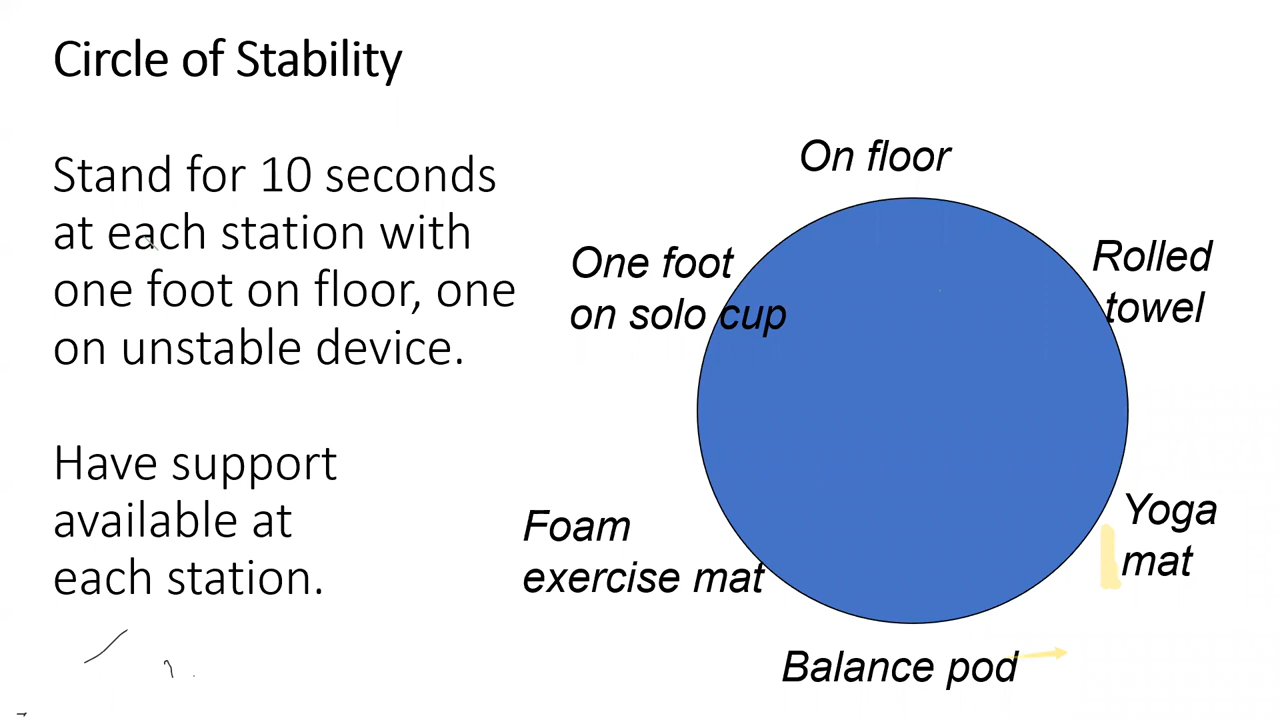 Circle of Stability
Stand for 10 seconds
at each station with
one foot on floor, one
on unstable device.
Have support
available at
each station.
On floor
Rolled
towel
Yoga
mat
Balance pod
Foam
exercise mat
One foot
on solo cup